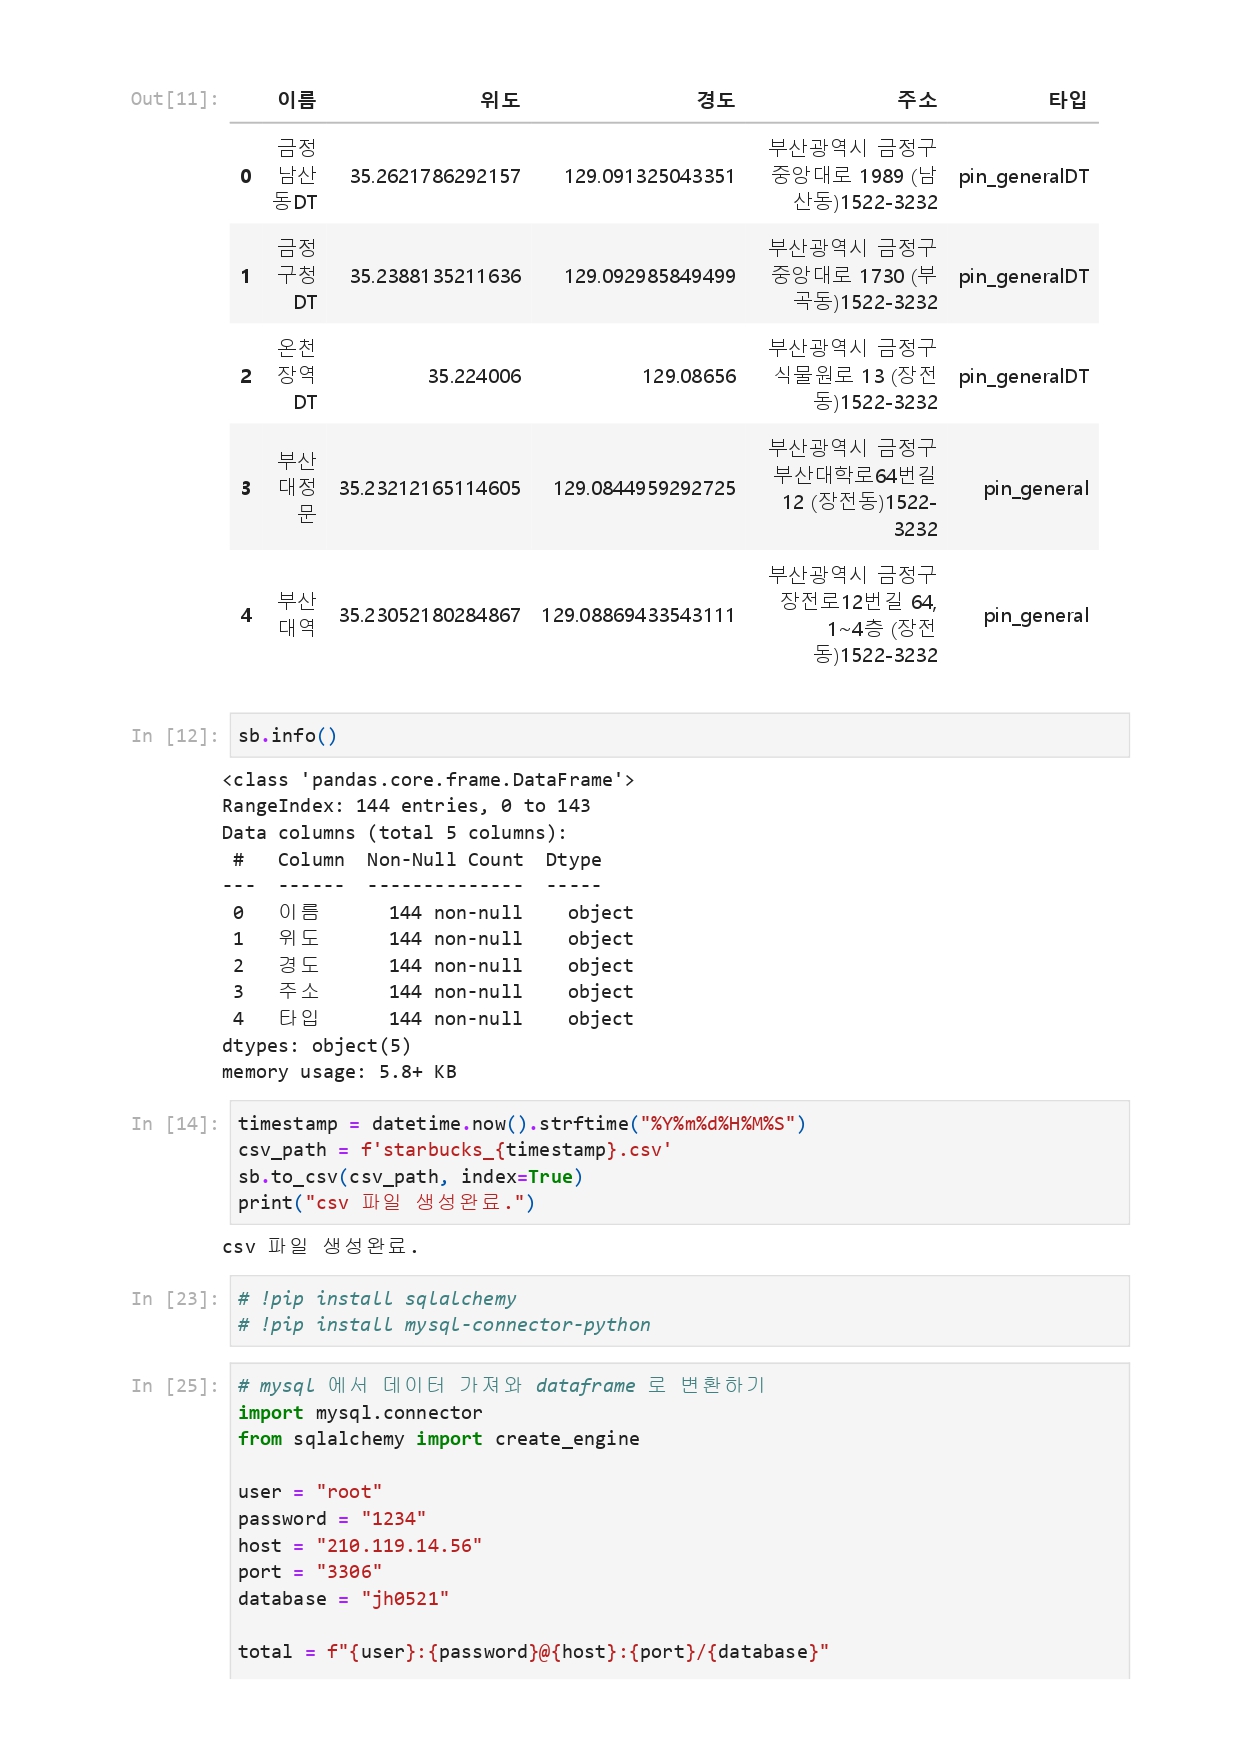 Out[11]: 이름 위도 경도 주소 타입
0 금정남산동DT 35.2621786292157 129.091325043351 부산광역시 금정구 중앙대로 1989 (남산동)1522-3232 pin_generalDT
1 금정구청DT 35.2388135211636 129.092985849499 부산광역시 금정구 중앙대로 1730 (부곡동)1522-3232 pin_generalDT
2 온천장역DT 35.224006 129.08656 부산광역시 금정구 식물원로 13 (장전동)1522-3232 pin_generalDT
3 부산대정문 35.23212165114605 129.0844959292725 부산광역시 금정구 부산대학로64번길 12 (장전동)1522-3232 pin_general
4 부산대역 35.23052180284867 129.08869433543111 부산광역시 금정구 장전로12번길 64, 1~4층 (장전동)1522-3232 pin_general
In [12]: sb.info()
<class 'pandas.core.frame.DataFrame'>
RangeIndex: 144 entries, 0 to 143
Data columns (total 5 columns):
 #   Column  Non-Null Count  Dtype
---  ------  --------------  -----
 0   이름      144 non-null    object
 1   위도      144 non-null    object
 2   경도      144 non-null    object
 3   주소      144 non-null    object
 4   타입      144 non-null    object
dtypes: object(5)
memory usage: 5.8+ KB
In [14]: timestamp = datetime.now().strftime("%Y%m%d%H%M%S")
csv_path = f'starbucks_{timestamp}.csv'
sb.to_csv(csv_path, index=True)
print("csv 파일 생성완료.")
csv 파일 생성완료.
In [23]: # !pip install sqlalchemy
# !pip install mysql-connector-python
In [25]: # mysql 에서 데이터 가져와 dataframe 로 변환하기
import mysql.connector
from sqlalchemy import create_engine

user = "root"
password = "1234"
host = "210.119.14.56"
port = "3306"
database = "jh0521"

total = f"{user}:{password}@{host}:{port}/{database}"